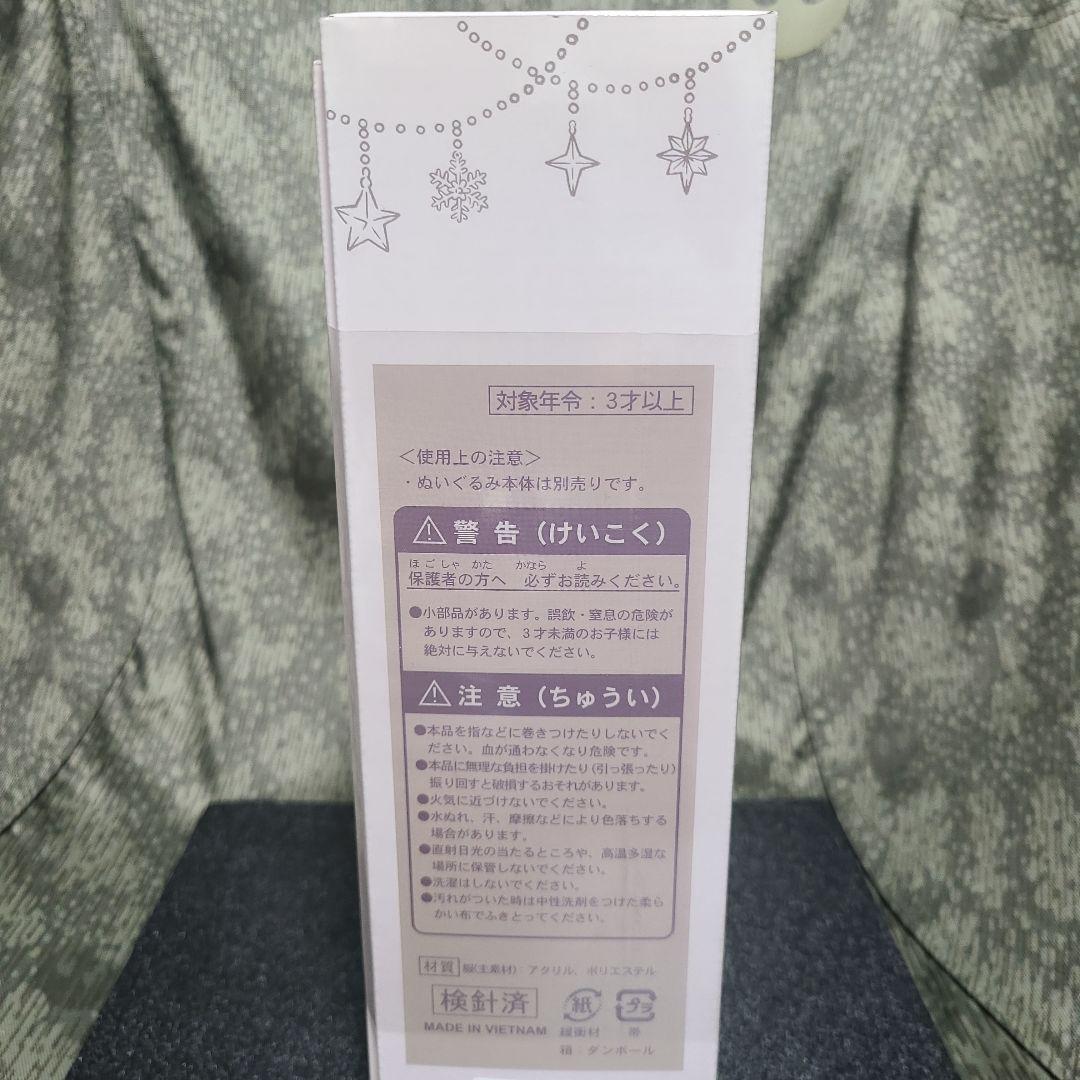 対象年令：3才以上
＜使用上の注意＞
・ぬいぐるみ本体は別売りです。
⚠警告（けいこく）
ほごしゃ かた かなら よ
保護者の方へ 必ずお読みください。
●小部品があります。誤飲・窒息の危険が
ありますので、３才未満のお子様には
絶対に与えないでください。
⚠注意（ちゅうい）
●本品を指などに巻きつけたりしないでく
ださい。血が通わなくなり危険です。
●本品に無理な負担を掛けたり(引っ張ったり)
振り回すと破損するおそれがあります。
●火気に近づけないでください。
●水ぬれ、汗、摩擦などにより色落ちする
場合があります。
●直射日光の当たるところや、高温多湿な
場所に保管しないでください。
●洗濯はしないでください。
●汚れがついた時は中性洗剤をつけた柔ら
かい布でふきとってください。
材質 服(主素材)：アクリル、ポリエステル
検針済
MADE IN VIETNAM
紙
緩衝材
プラ
帯
箱：ダンボール